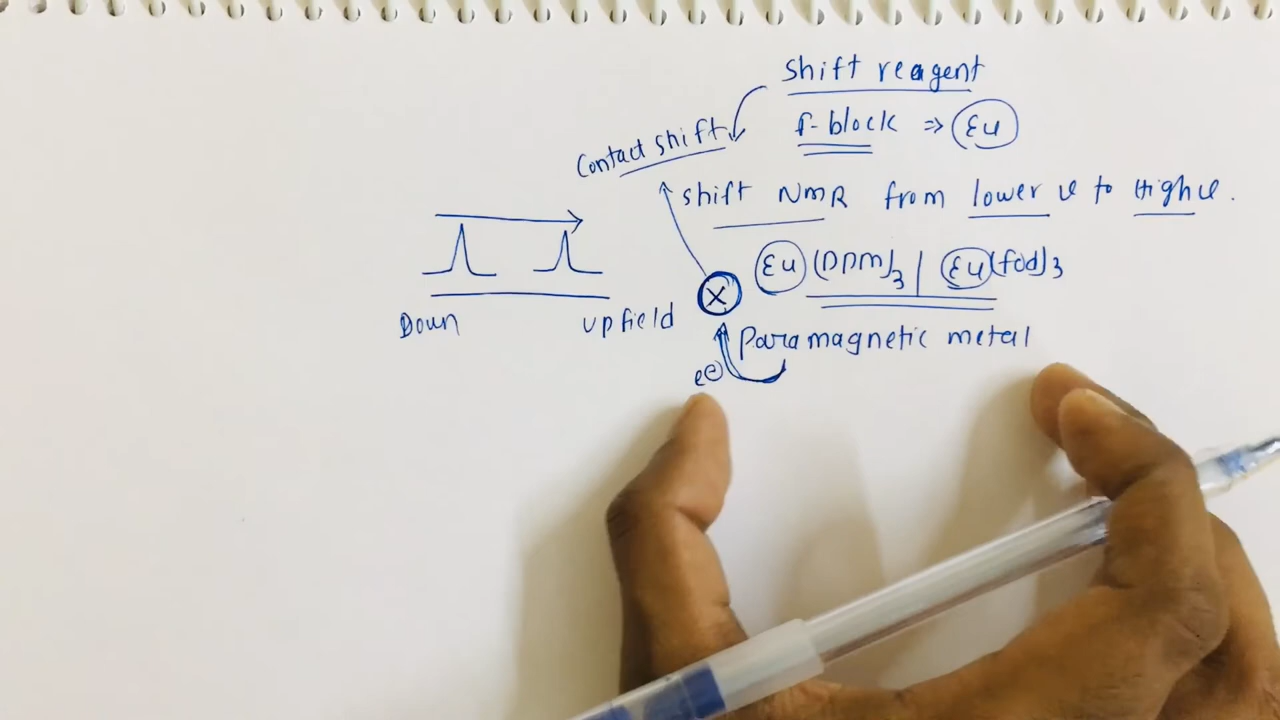 Shift reagent
f-block ⇒ Eu
Contact shift
Shift NMR from lower υ to High υ.
Eu(DPM)3 | Eu(fod)3
X
Down
upfield
Paramagnetic metal
e⊖